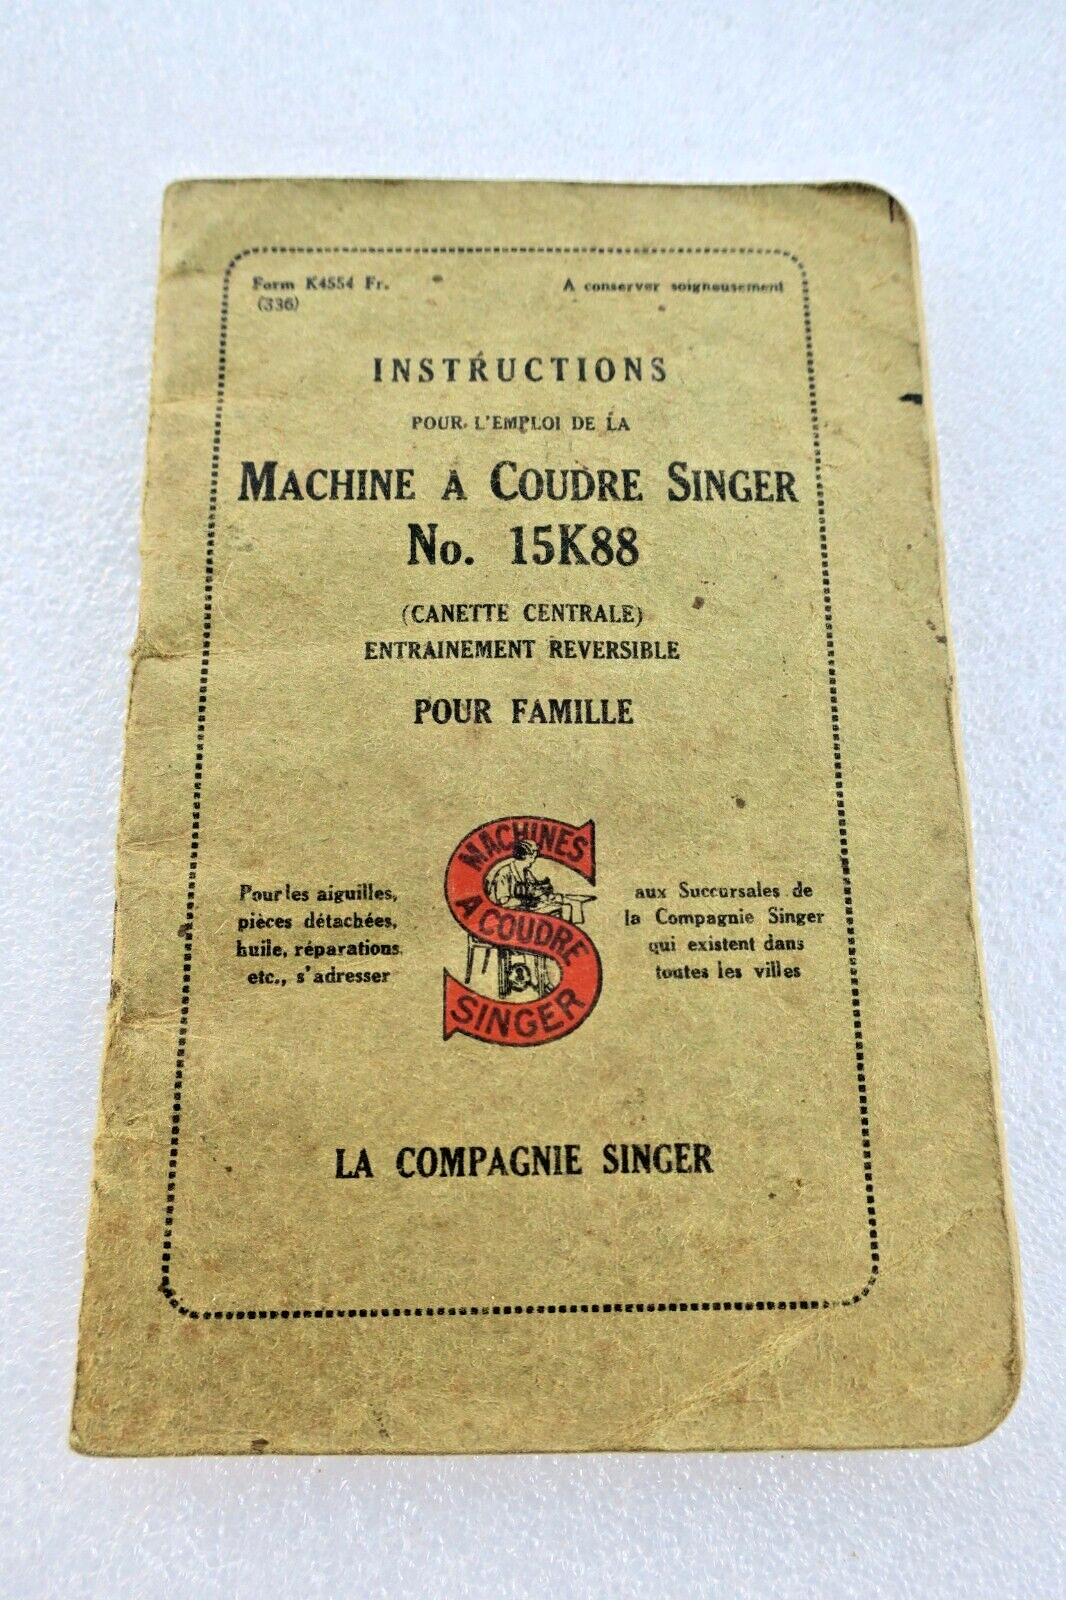 Form K4554 Fr.
(336)
A conserver soigneusement
INSTRUCTIONS
POUR L'EMPLOI DE LA
MACHINE A COUDRE SINGER
No. 15K88
(CANETTE CENTRALE)
ENTRAINEMENT REVERSIBLE
POUR FAMILLE
Pour les aiguilles,
pièces détachées,
huile, réparations,
etc., s'adresser
MACHINES
A COUDRE
SINGER
aux Succursales de
la Compagnie Singer
qui existent dans
toutes les villes
LA COMPAGNIE SINGER